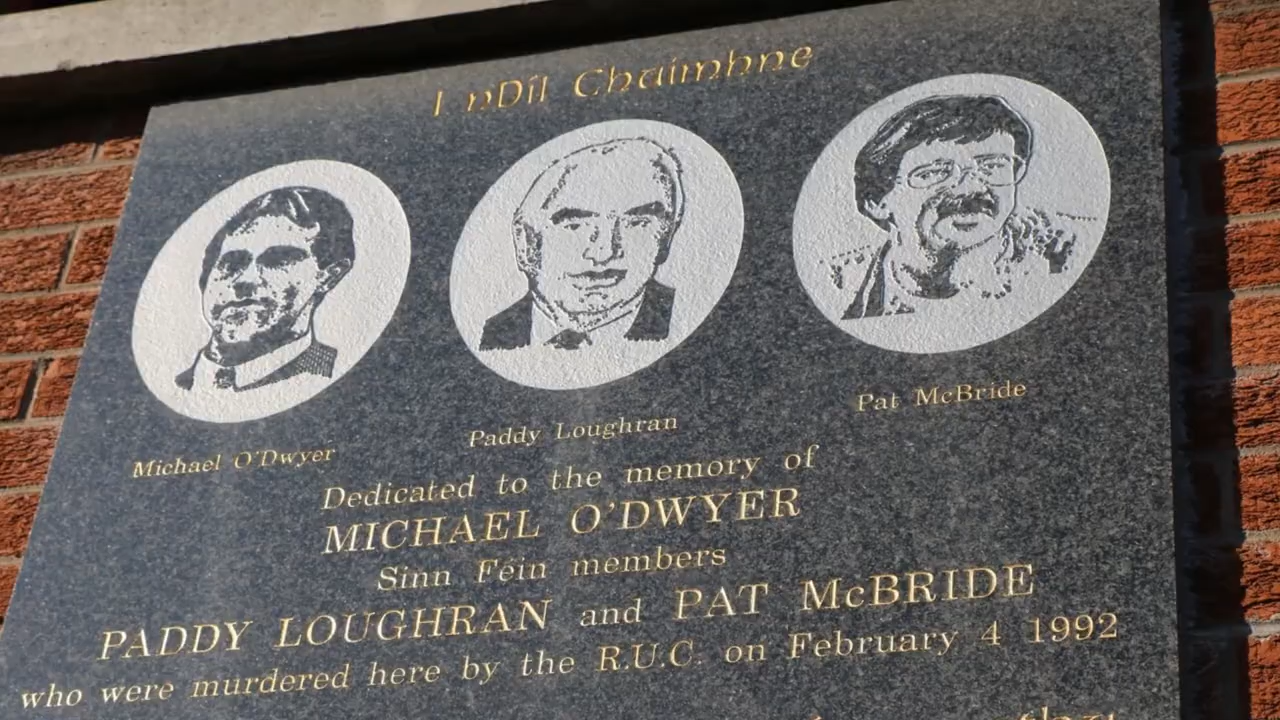 I nDíl Chuimhne
Michael O'Dwyer
Paddy Loughran
Pat McBride
Dedicated to the memory of
MICHAEL O'DWYER
Sinn Féin members
PADDY LOUGHRAN and PAT McBRIDE
who were murdered here by the R.U.C. on February 4 1992